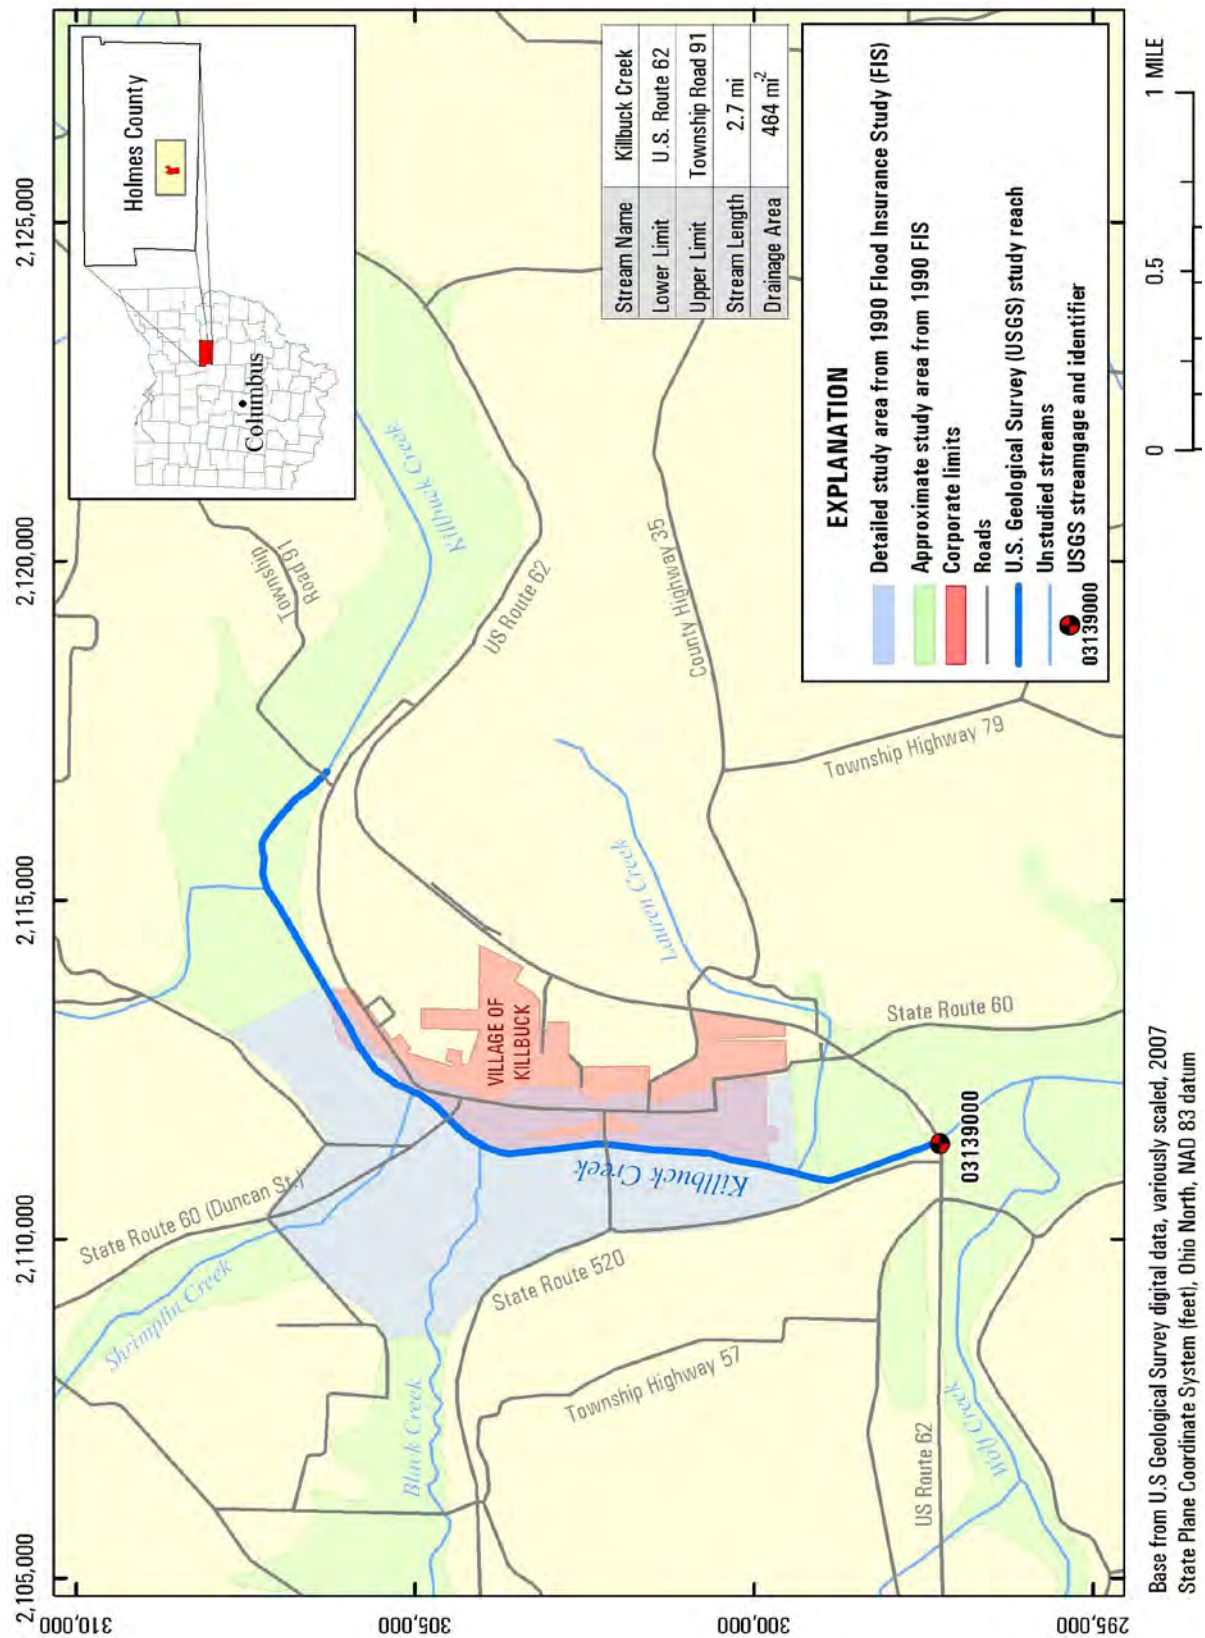 2,105,000
2,110,000
2,115,000
2,120,000
2,125,000
310,000
305,000
300,000
295,000
Holmes County
Columbus
Stream Name Killbuck Creek
Lower Limit U.S. Route 62
Upper Limit Township Road 91
Stream Length 2.7 mi
Drainage Area 464 mi2
EXPLANATION
Detailed study area from 1990 Flood Insurance Study (FIS)
Approximate study area from 1990 FIS
Corporate limits
Roads
U.S. Geological Survey (USGS) study reach
Unstudied streams
USGS streamgage and identifier
03139000
Shrimplin Creek
State Route 60 (Duncan St.)
Township
Road 91
Killbuck Creek
US Route 62
Black Creek
State Route 520
Killbuck Creek
VILLAGE OF
KILLBUCK
Lauren Creek
County Highway 35
Township Highway 57
State Route 60
Township Highway 79
US Route 62
Wolf Creek
03139000
0 0.5 1 MILE
Base from U.S Geological Survey digital data, variously scaled, 2007
State Plane Coordinate System (feet), Ohio North, NAD 83 datum